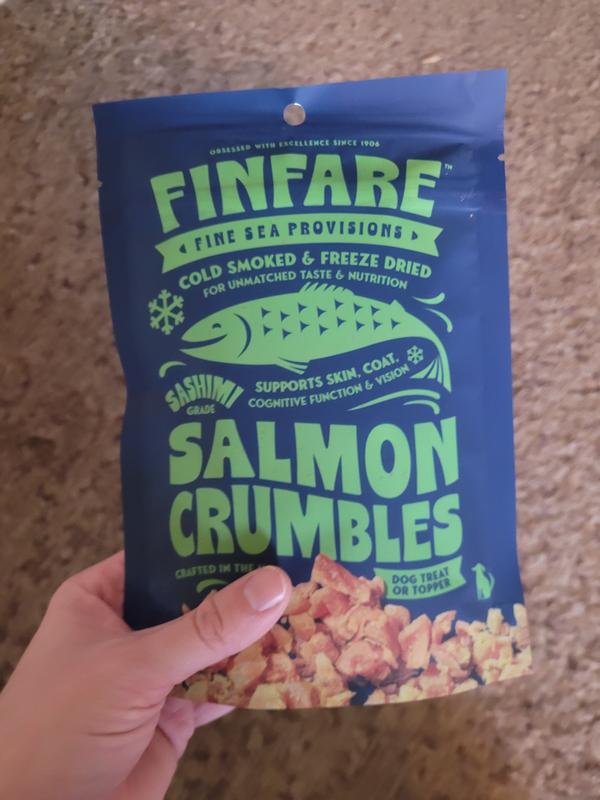 OBSESSED WITH EXCELLENCE SINCE 1906
FINFARE™
FINE SEA PROVISIONS
COLD SMOKED & FREEZE DRIED
FOR UNMATCHED TASTE & NUTRITION
SASHIMI
GRADE
SUPPORTS SKIN, COAT,
COGNITIVE FUNCTION & VISION
SALMON
CRUMBLES
CRAFTED IN THE
DOG TREAT
OR TOPPER